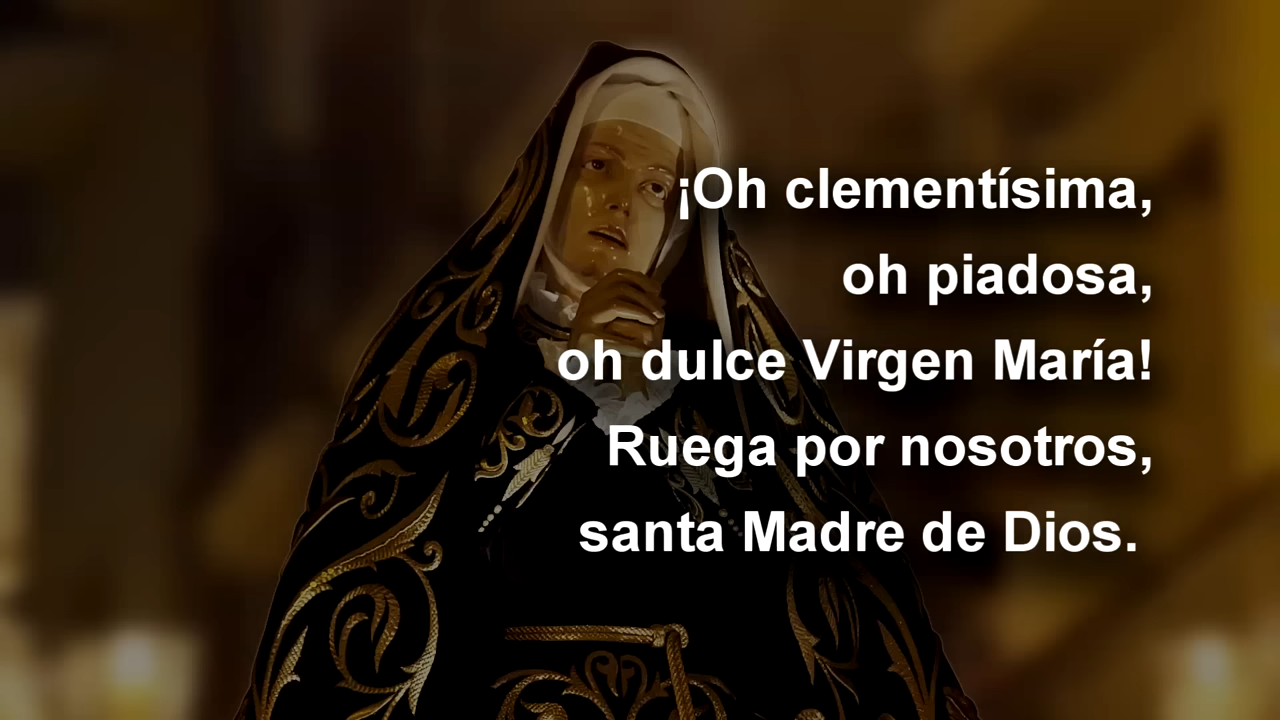 ¡Oh clementísima,
oh piadosa,
oh dulce Virgen María!
Ruega por nosotros,
santa Madre de Dios.